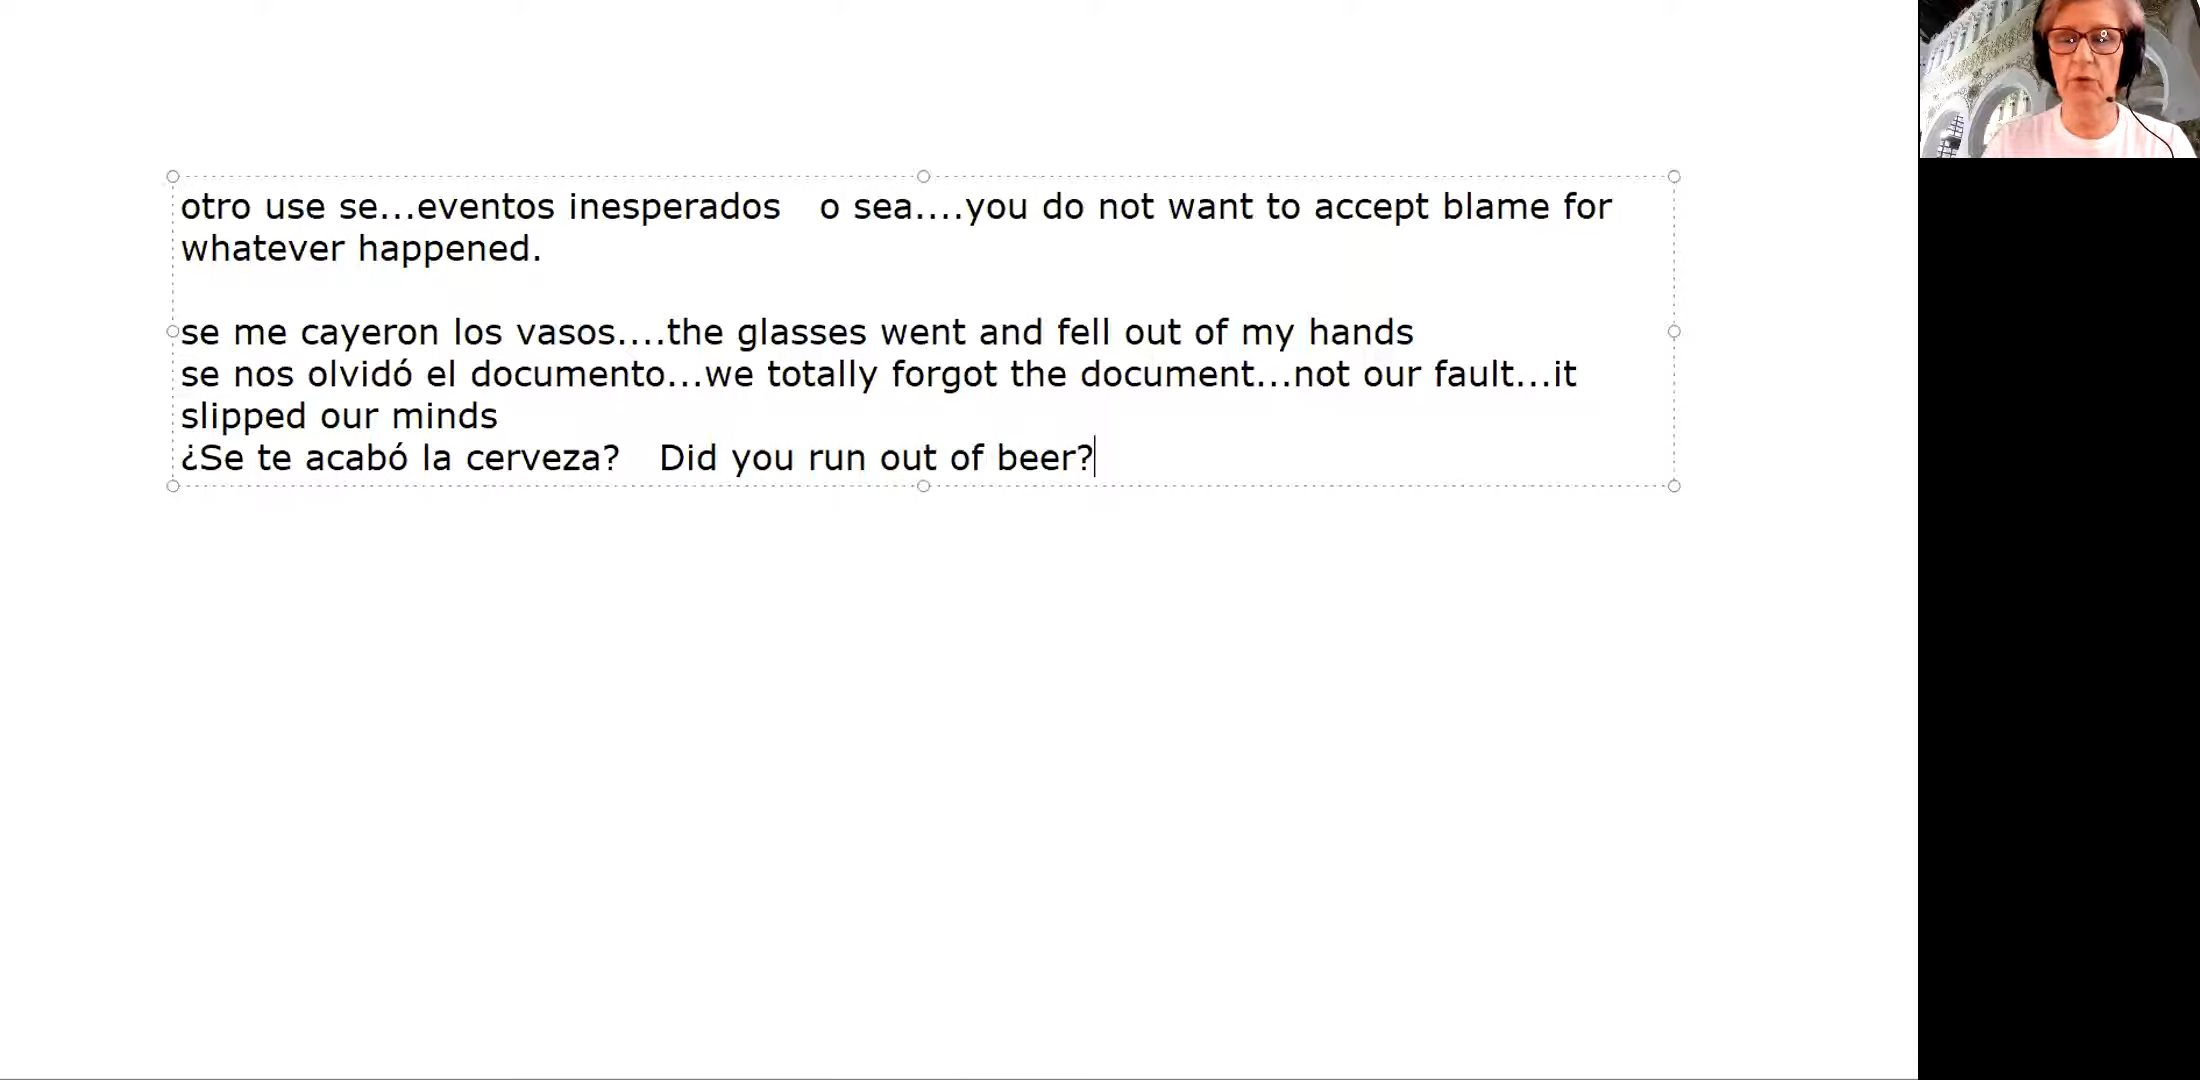 otro use se...eventos inesperados   o sea....you do not want to accept blame for
whatever happened.
se me cayeron los vasos....the glasses went and fell out of my hands
se nos olvidó el documento...we totally forgot the document...not our fault...it
slipped our minds
¿Se te acabó la cerveza?   Did you run out of beer?